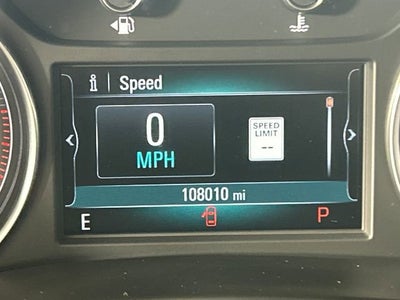 i Speed
0
MPH
SPEED
LIMIT
--
108010 mi
E P